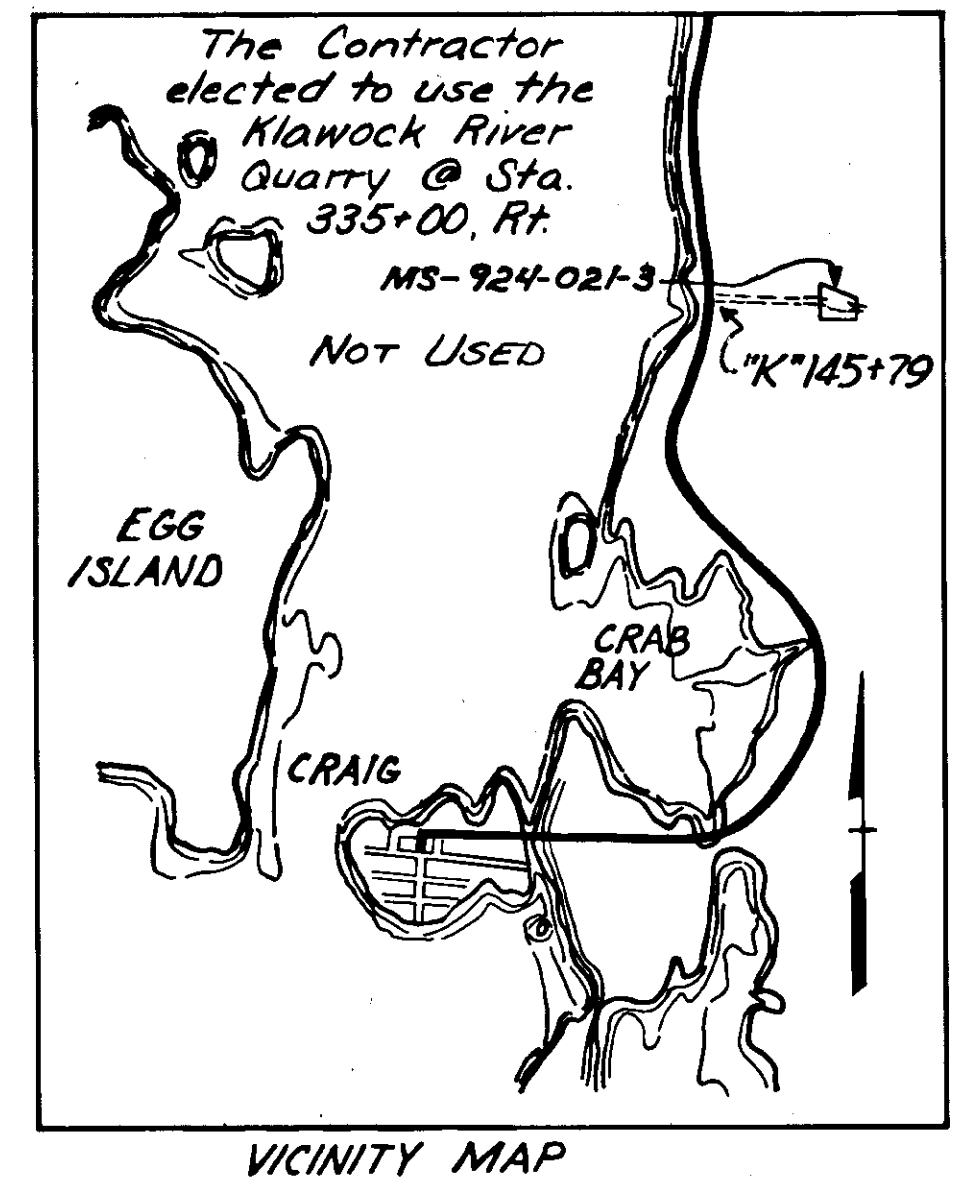 The Contractor
elected to use the
Klawock River
Quarry @ Sta.
335+00, Rt.
MS-924-021-3
NOT USED
"K" 145+79
EGG
ISLAND
CRAB
BAY
CRAIG
VICINITY MAP